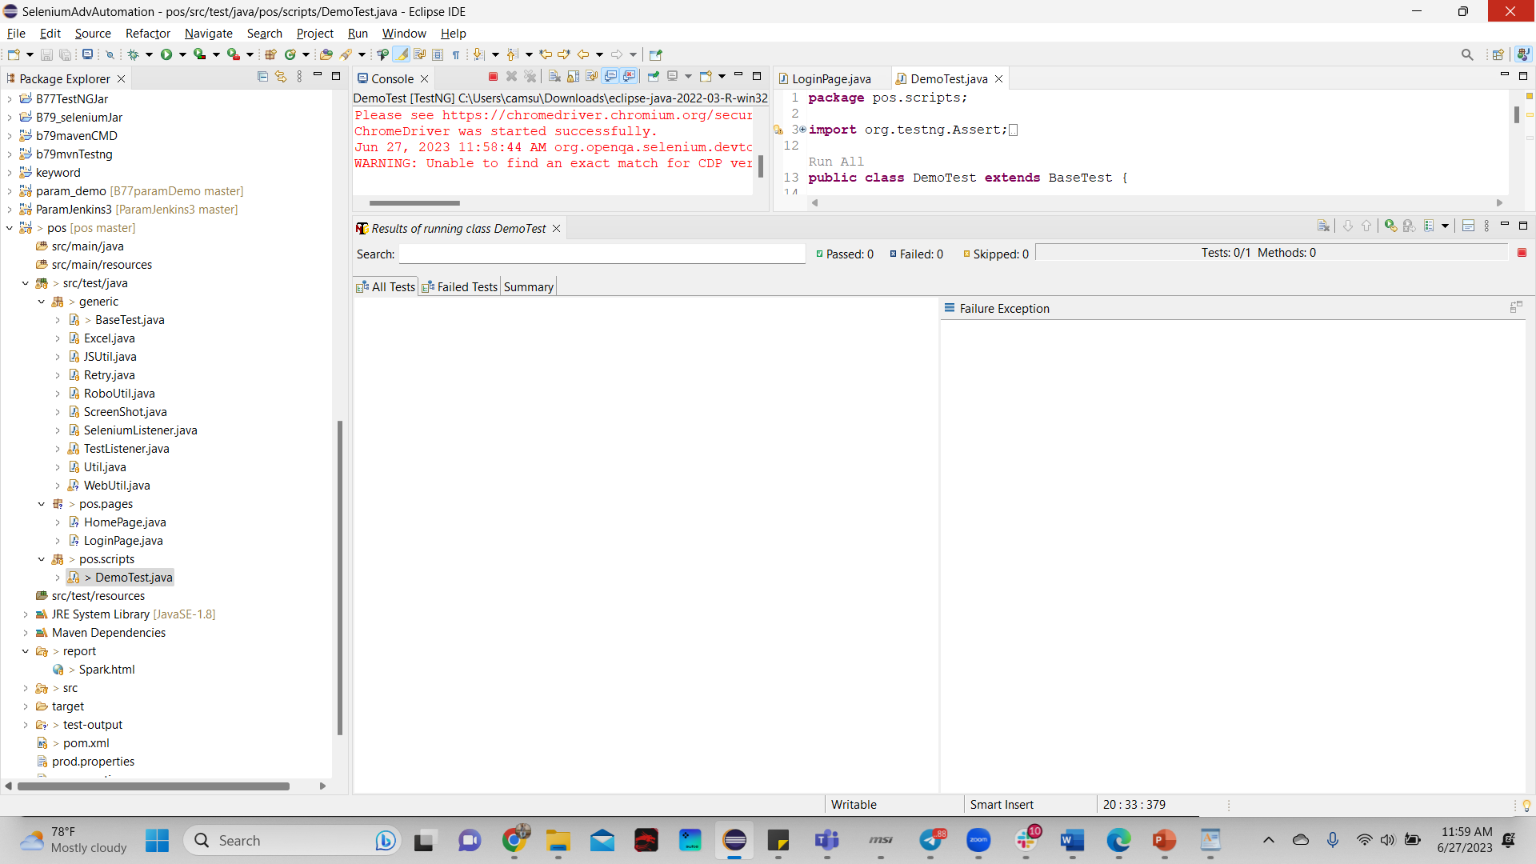 SeleniumAdvAutomation - pos/src/test/java/pos/scripts/DemoTest.java - Eclipse IDE
File Edit Source Refactor Navigate Search Project Run Window Help
Package Explorer
B77TestNGJar
B79_seleniumJar
b79mavenCMD
b79mvnTestng
keyword
param_demo [B77paramDemo master]
ParamJenkins3 [ParamJenkins3 master]
> pos [pos master]
src/main/java
src/main/resources
> src/test/java
> generic
> BaseTest.java
Excel.java
JSUtil.java
Retry.java
RoboUtil.java
ScreenShot.java
SeleniumListener.java
TestListener.java
Util.java
WebUtil.java
> pos.pages
HomePage.java
LoginPage.java
> pos.scripts
> DemoTest.java
src/test/resources
JRE System Library [JavaSE-1.8]
Maven Dependencies
> report
> Spark.html
> src
target
> test-output
> pom.xml
prod.properties
Console
DemoTest [TestNG] C:\Users\camsu\Downloads\eclipse-java-2022-03-R-win32
Please see https://chromedriver.chromium.org/secur
ChromeDriver was started successfully.
Jun 27, 2023 11:58:44 AM org.openqa.selenium.devto
WARNING: Unable to find an exact match for CDP ver
LoginPage.java DemoTest.java
1 package pos.scripts;
2
3 import org.testng.Assert;
12
Run All
13 public class DemoTest extends BaseTest {
14
Results of running class DemoTest
Search: Passed: 0 Failed: 0 Skipped: 0 Tests: 0/1 Methods: 0
All Tests Failed Tests Summary
Failure Exception
Writable Smart Insert 20 : 33 : 379
78°F
Mostly cloudy
Search
msi
88
zoom
10
11:59 AM
6/27/2023